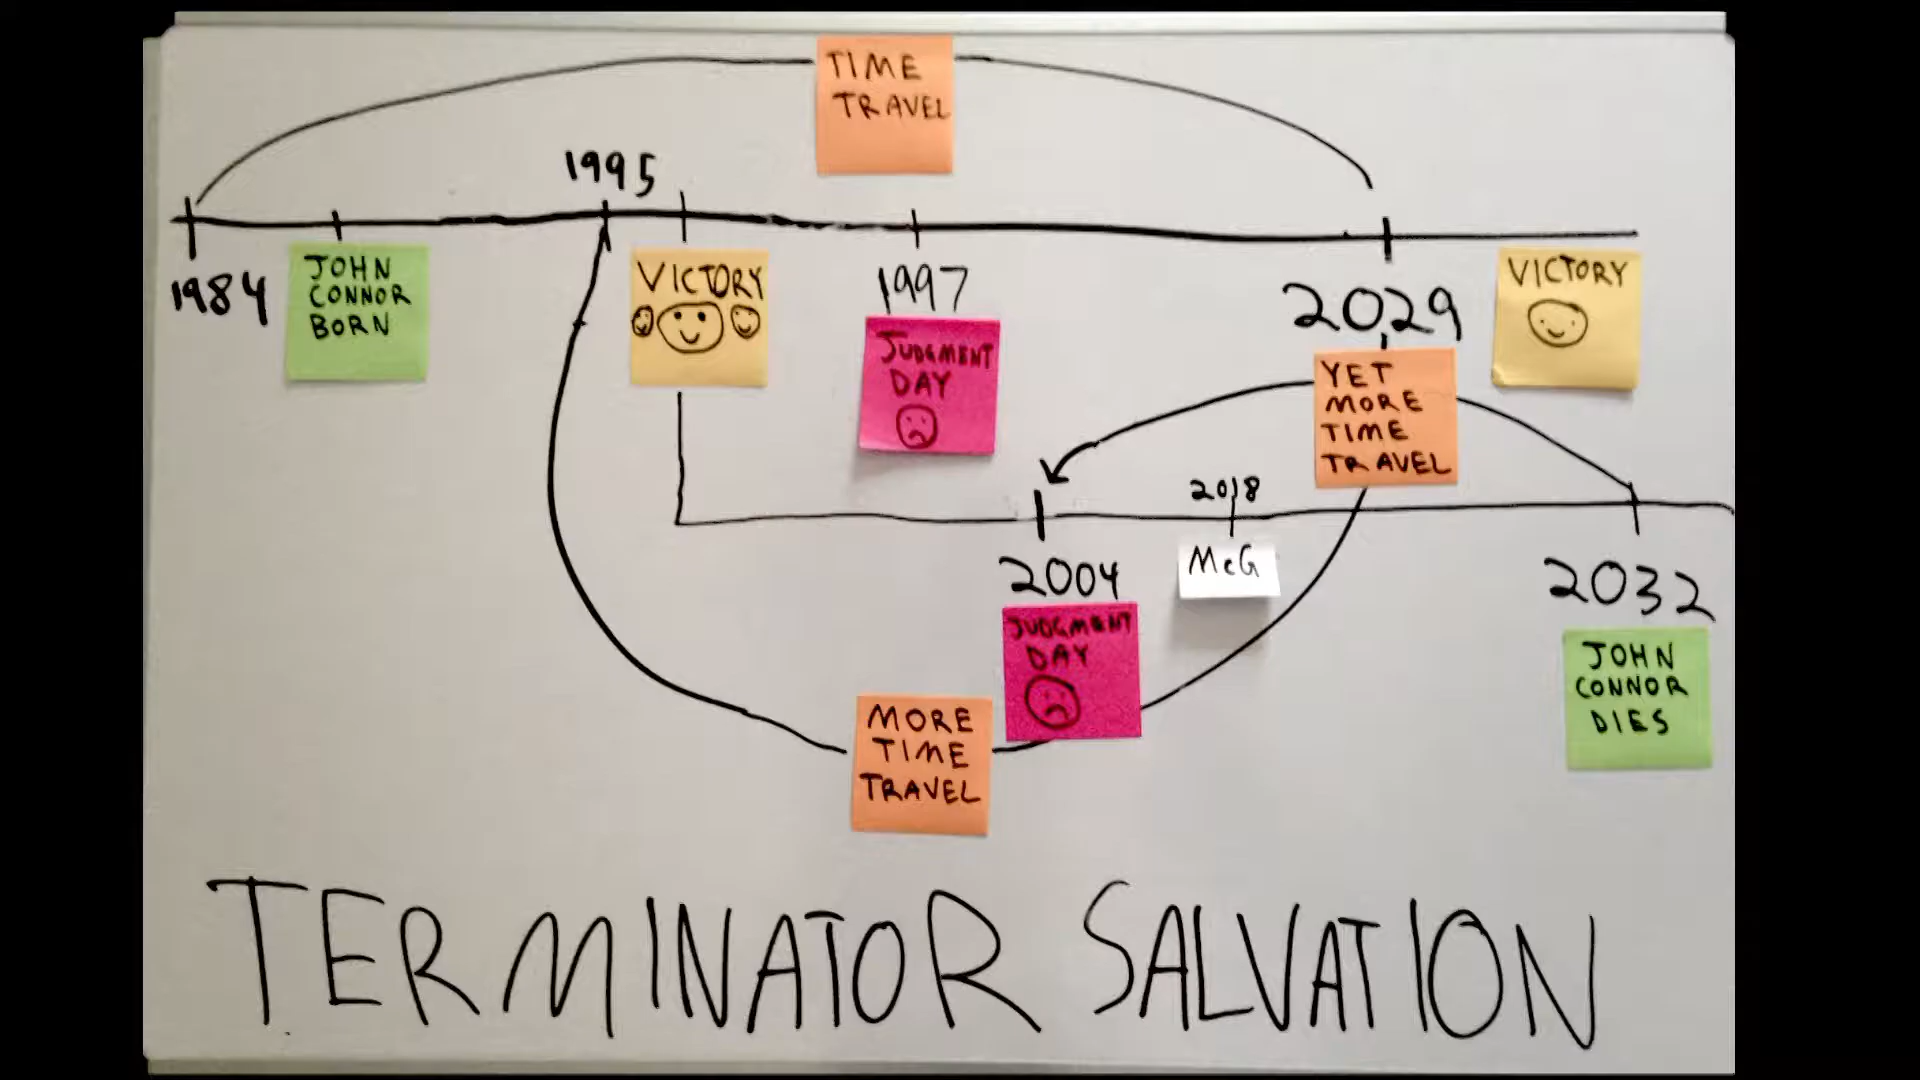 TIME
TRAVEL
1995
1984
JOHN
CONNOR
BORN
VICTORY
1997
JUDGMENT
DAY
2029
VICTORY
YET
MORE
TIME
TRAVEL
2018
McG
2004
JUDGMENT
DAY
2032
JOHN
CONNOR
DIES
MORE
TIME
TRAVEL
TERMINATOR SALVATION